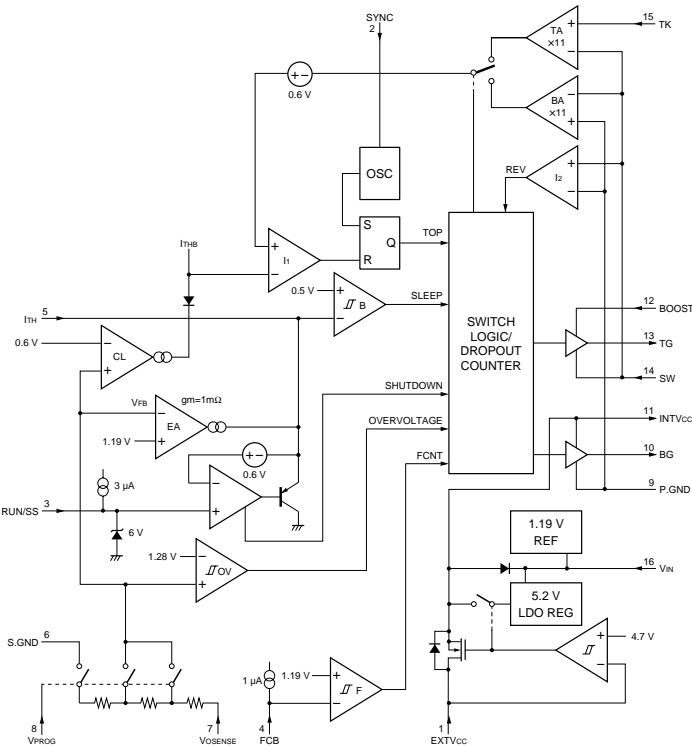 SYNC
2
15 TK
TA
×11
+
−
+−
0.6 V
BA
×11
−
+
OSC
REV
I2
+
−
S
Q
R
TOP
ITHB
+
I1
−
0.5 V
+
B
−
SLEEP
5
ITH
12 BOOST
0.6 V
−
CL
+
SWITCH
LOGIC/
DROPOUT
COUNTER
13 TG
14 SW
SHUTDOWN
VFB
gm=1mΩ
−
EA
+
1.19 V
11 INTVCC
OVERVOLTAGE
+−
0.6 V
FCNT
10 BG
3 µA
−
+
9 P.GND
3
RUN/SS
6 V
1.19 V
REF
1.28 V
−
OV
+
16 VIN
5.2 V
LDO REG
S.GND 6
+
4.7 V
−
1 µA
1.19 V
+
F
−
8
VPROG
7
VOSENSE
4
FCB
1
EXTVCC